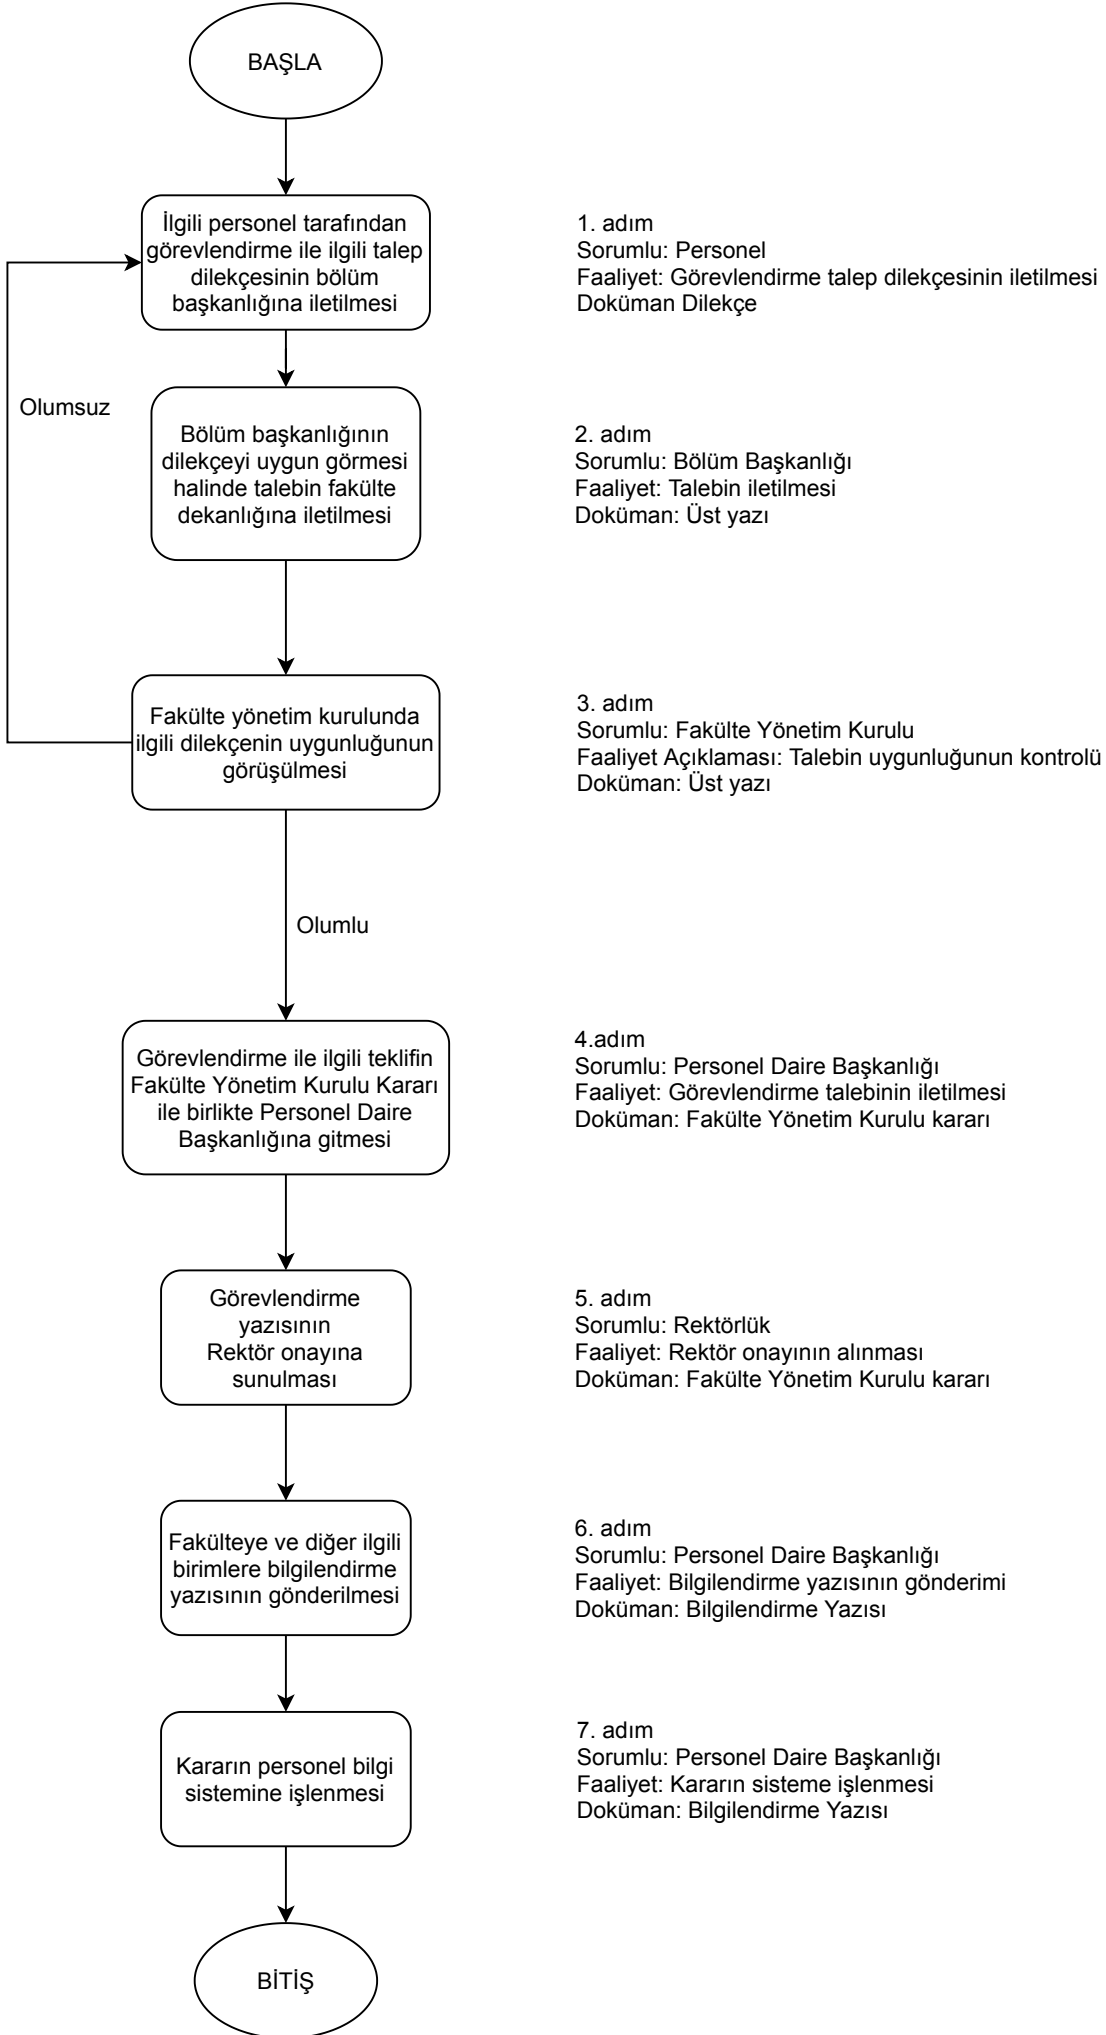 BAŞLA
İlgili personel tarafından
görevlendirme ile ilgili talep
dilekçesinin bölüm
başkanlığına iletilmesi
1. adım
Sorumlu: Personel
Faaliyet: Görevlendirme talep dilekçesinin iletilmesi
Doküman Dilekçe
Olumsuz
Bölüm başkanlığının
dilekçeyi uygun görmesi
halinde talebin fakülte
dekanlığına iletilmesi
2. adım
Sorumlu: Bölüm Başkanlığı
Faaliyet: Talebin iletilmesi
Doküman: Üst yazı
Fakülte yönetim kurulunda
ilgili dilekçenin uygunluğunun
görüşülmesi
3. adım
Sorumlu: Fakülte Yönetim Kurulu
Faaliyet Açıklaması: Talebin uygunluğunun kontrolü
Doküman: Üst yazı
Olumlu
Görevlendirme ile ilgili teklifin
Fakülte Yönetim Kurulu Kararı
ile birlikte Personel Daire
Başkanlığına gitmesi
4.adım
Sorumlu: Personel Daire Başkanlığı
Faaliyet: Görevlendirme talebinin iletilmesi
Doküman: Fakülte Yönetim Kurulu kararı
Görevlendirme
yazısının
Rektör onayına
sunulması
5. adım
Sorumlu: Rektörlük
Faaliyet: Rektör onayının alınması
Doküman: Fakülte Yönetim Kurulu kararı
Fakülteye ve diğer ilgili
birimlere bilgilendirme
yazısının gönderilmesi
6. adım
Sorumlu: Personel Daire Başkanlığı
Faaliyet: Bilgilendirme yazısının gönderimi
Doküman: Bilgilendirme Yazısı
Kararın personel bilgi
sistemine işlenmesi
7. adım
Sorumlu: Personel Daire Başkanlığı
Faaliyet: Kararın sisteme işlenmesi
Doküman: Bilgilendirme Yazısı
BİTİŞ